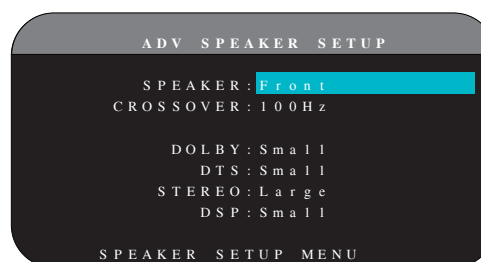 ADV SPEAKER SETUP
SPEAKER:Front
CROSSOVER:100Hz
DOLBY:Small
DTS:Small
STEREO:Large
DSP:Small
SPEAKER SETUP MENU